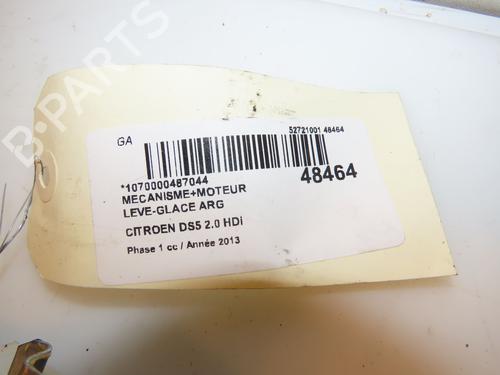 B-PARTS
GA
52721001 48464
*1070000487044
48464
MECANISME+MOTEUR
LEVE-GLACE ARG
CITROEN DS5 2.0 HDi
Phase 1 cc / Année 2013